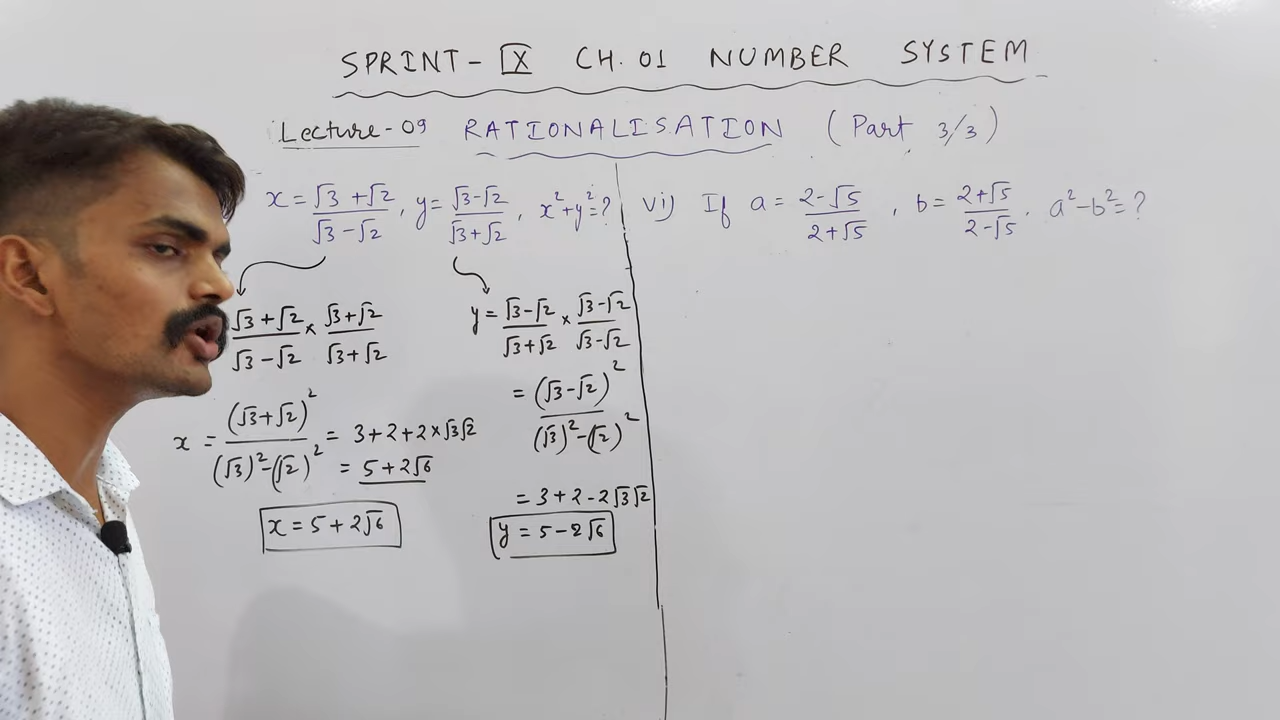 SPRINT-IX CH.01 NUMBER SYSTEM
Lecture-09 RATIONALISATION (Part 3/3)
x = (√3+√2)/(√3-√2), y = (√3-√2)/(√3+√2), x²+y²=?
(√3+√2)/(√3-√2) × (√3+√2)/(√3+√2)
x = (√3+√2)²/((√3)²-(√2)²) = 3+2+2×√3√2
= 5+2√6
x = 5+2√6
y = (√3-√2)/(√3+√2) × (√3-√2)/(√3-√2)
= (√3-√2)²/((√3)²-(√2)²)
= 3+2-2√3√2
y = 5-2√6
vi) If a = (2-√5)/(2+√5), b = (2+√5)/(2-√5), a²-b²=?